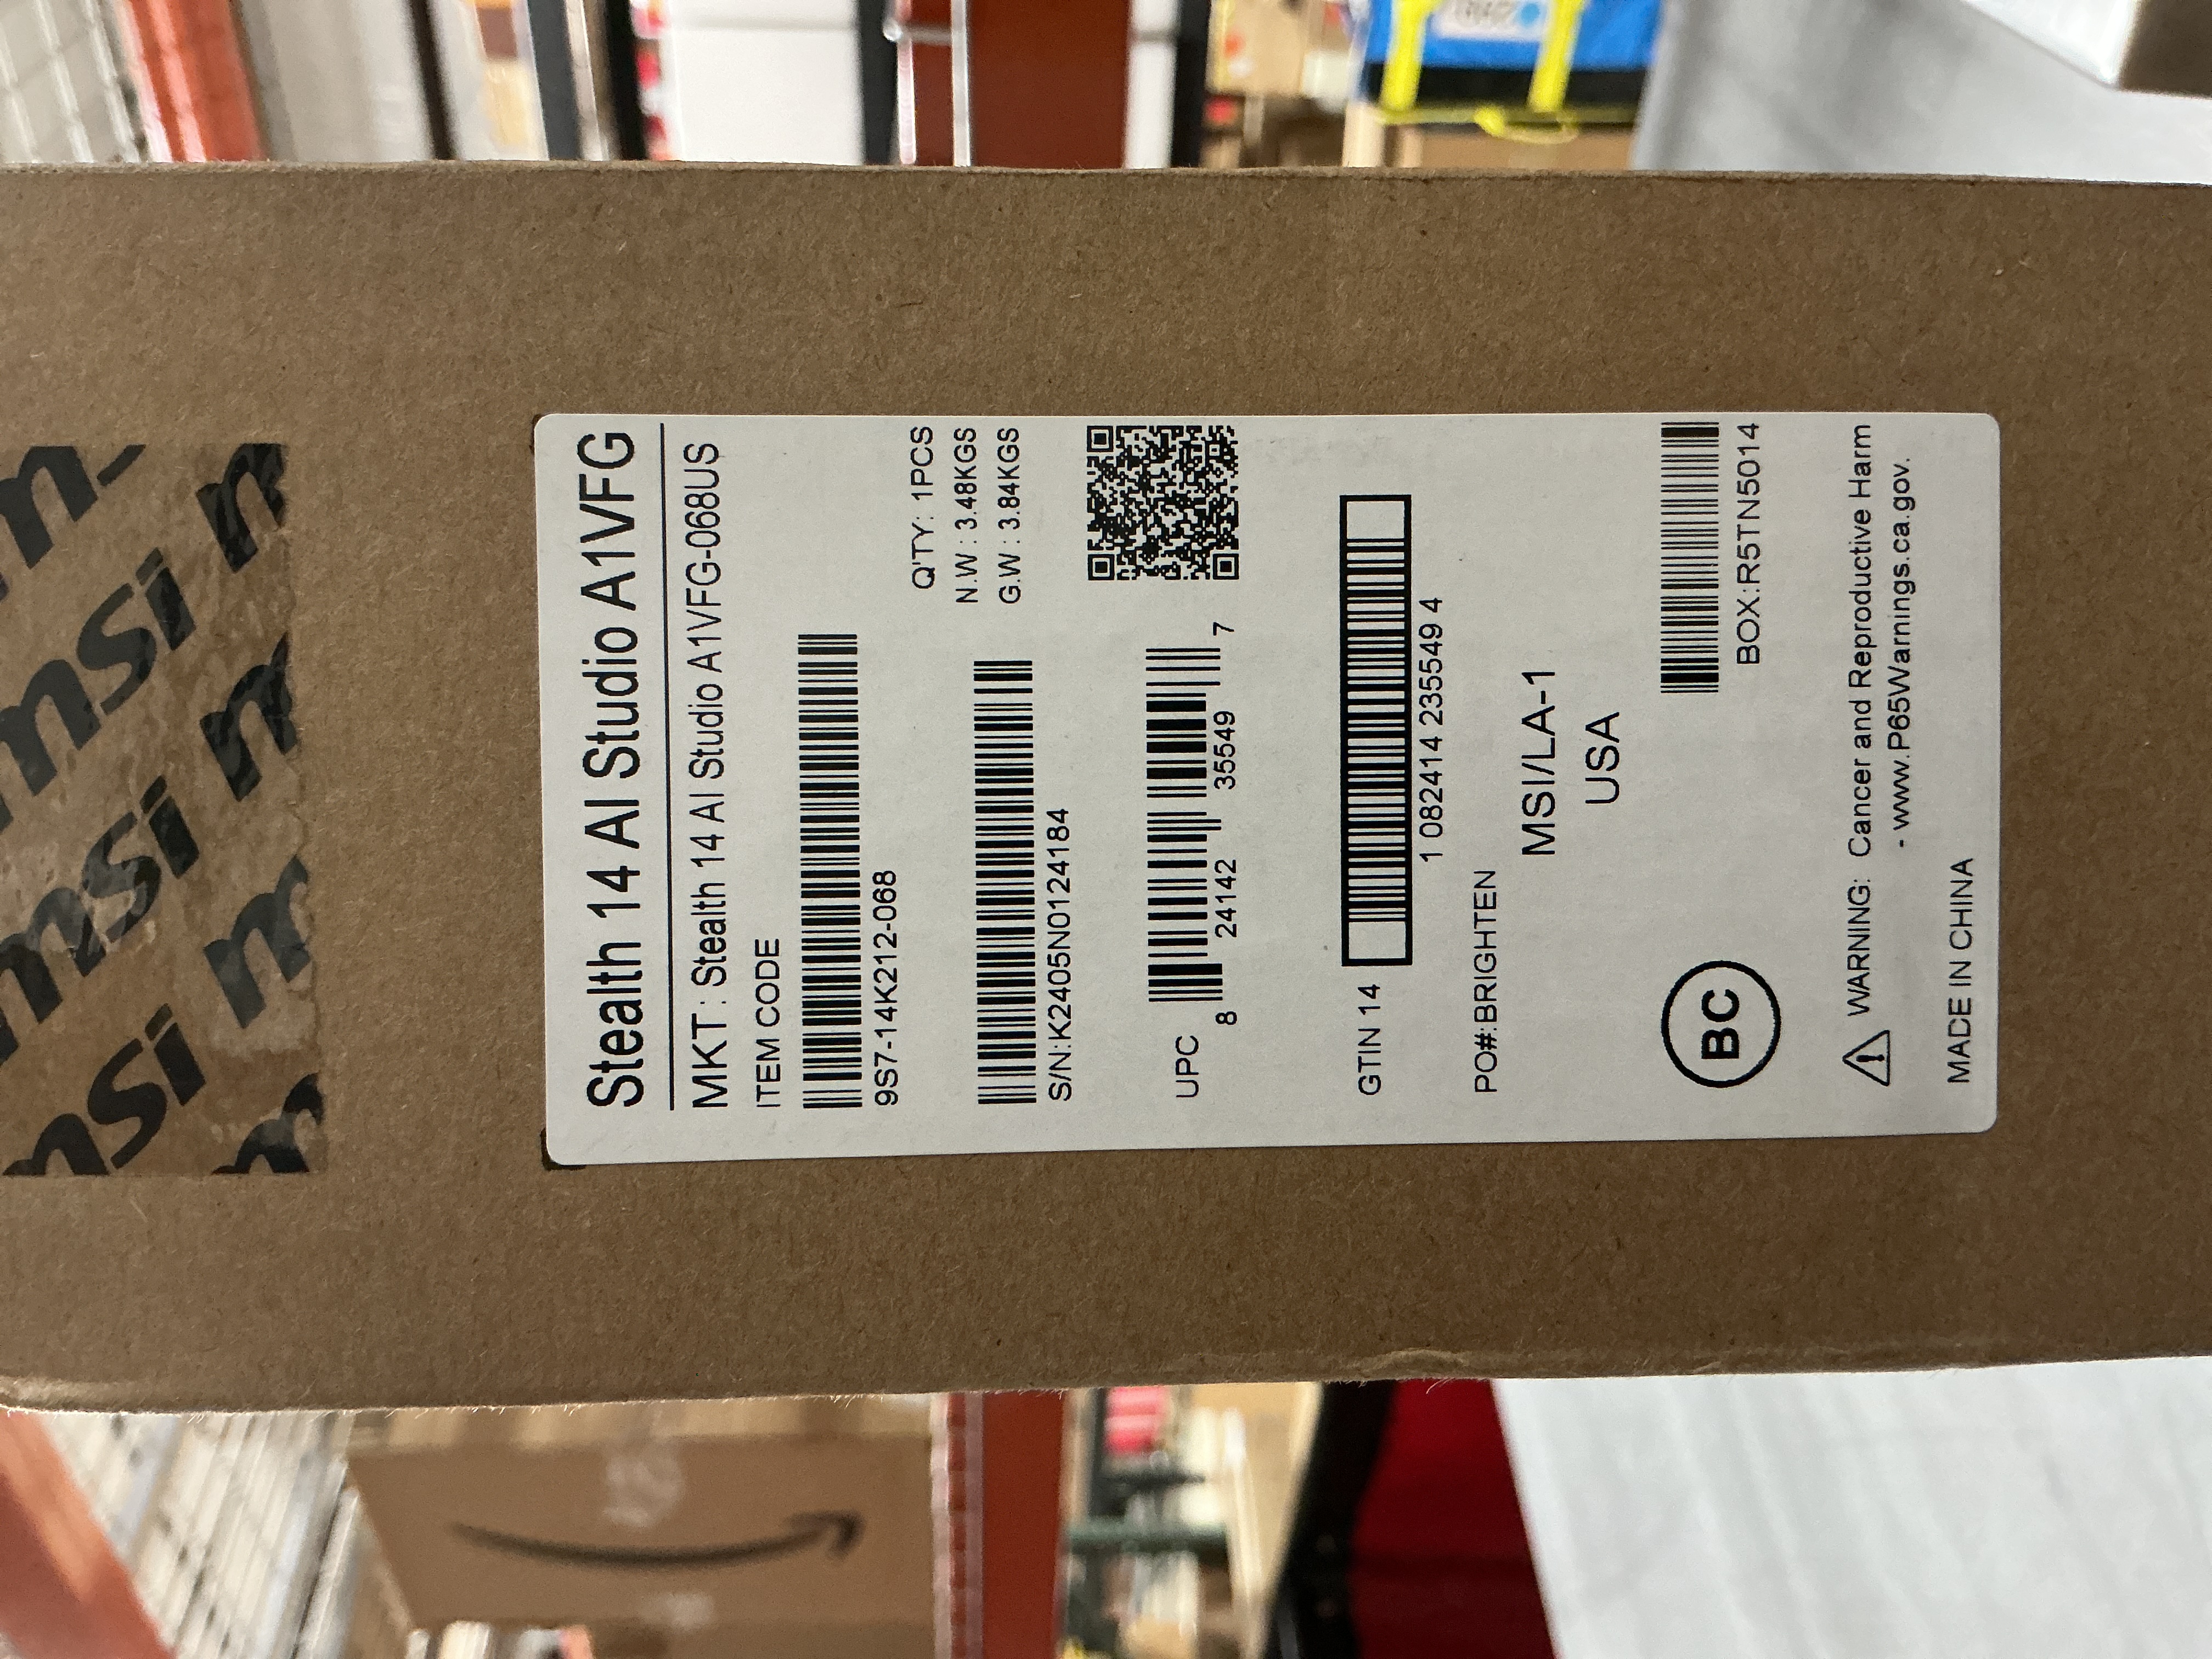 Stealth 14 AI Studio A1VFG
MKT : Stealth 14 AI Studio A1VFG-068US
ITEM CODE
9S7-14K212-068
Q'TY: 1PCS
N.W : 3.48KGS
G.W : 3.84KGS
S/N:K2405N0124184
UPC
8 24142 35549 7
GTIN 14
1 082414 235549 4
PO#:BRIGHTEN
MSI/LA-1
USA
BC
BOX:R5TN5014
WARNING: Cancer and Reproductive Harm
- www.P65Warnings.ca.gov.
MADE IN CHINA
msi
msi
msi